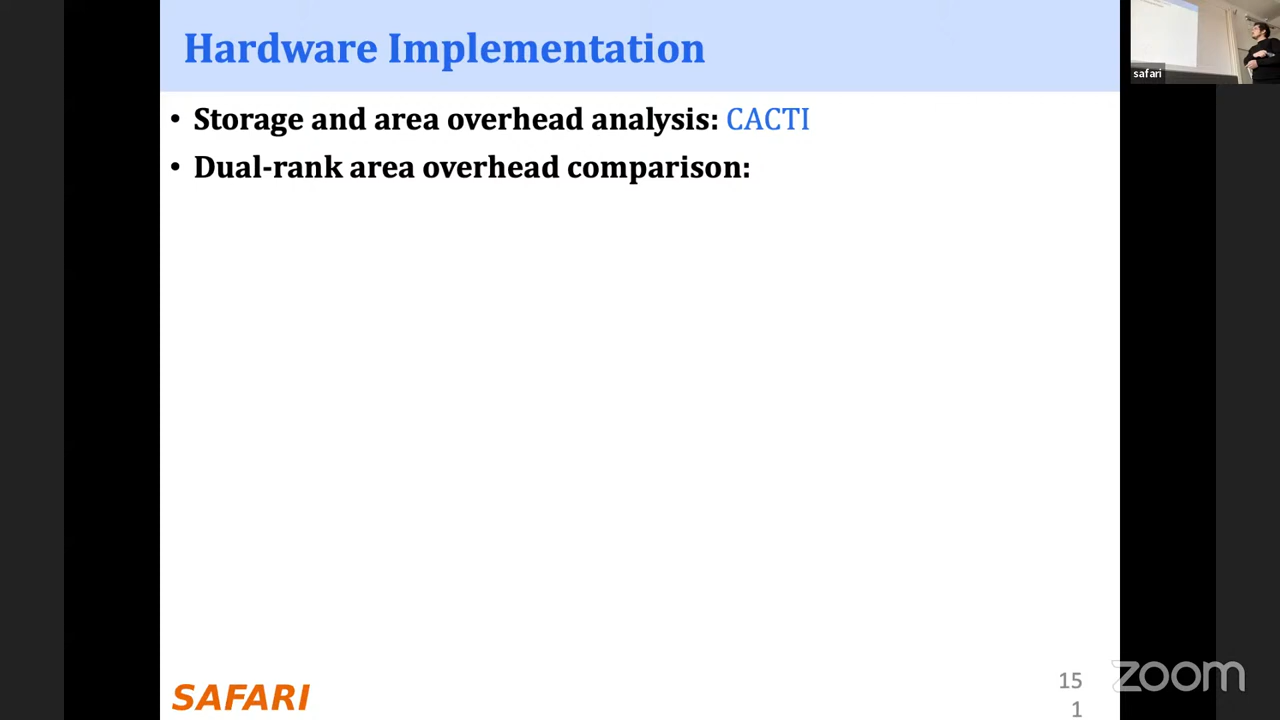 Hardware Implementation
safari
• Storage and area overhead analysis: CACTI
• Dual-rank area overhead comparison:
SAFARI
15
1
zoom